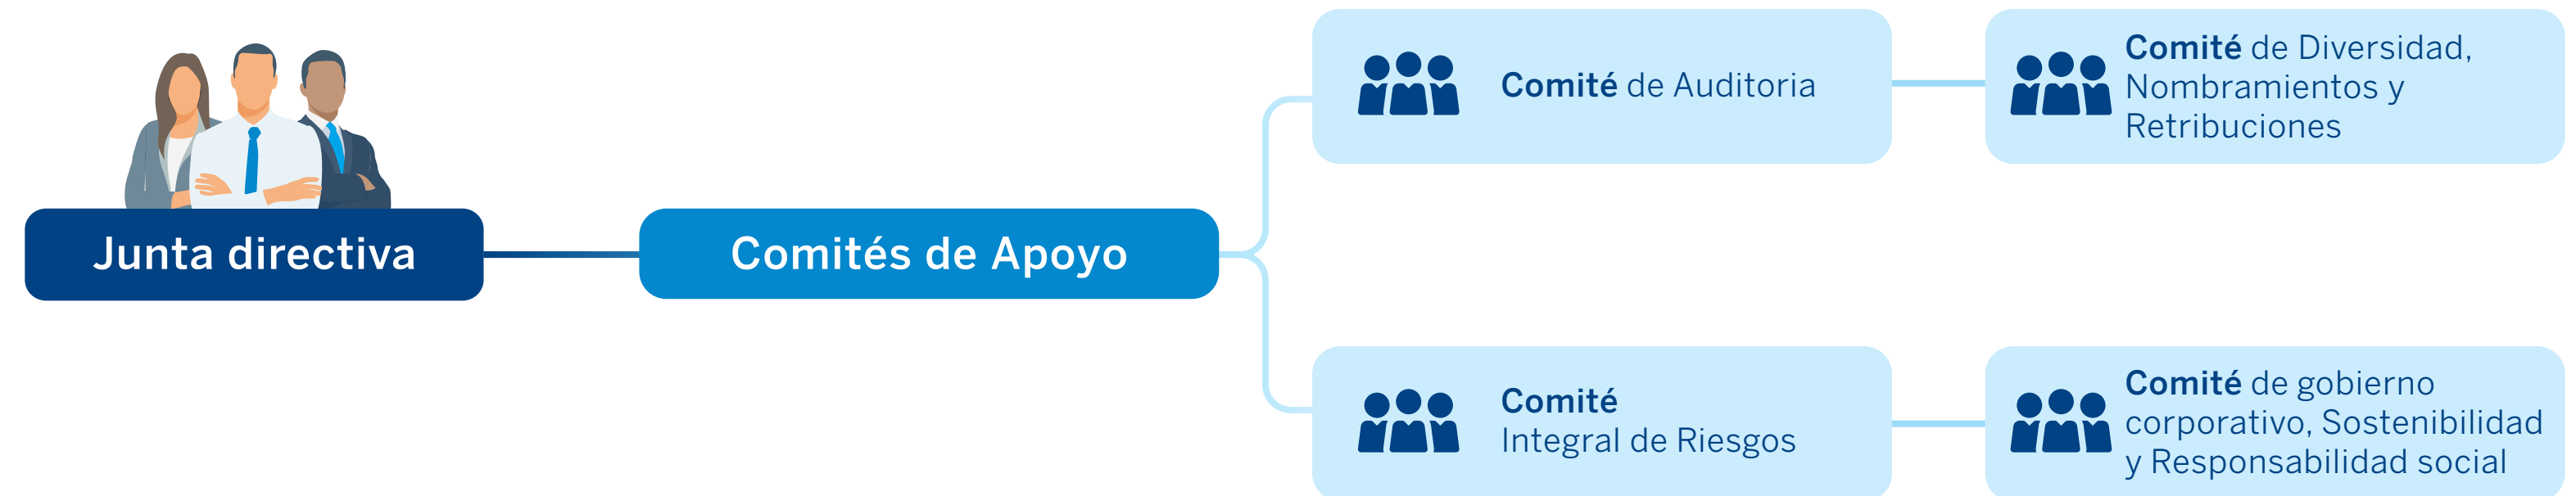 Junta directiva
Comités de Apoyo
Comité de Auditoria
Comité de Diversidad,
Nombramientos y
Retribuciones
Comité
Integral de Riesgos
Comité de gobierno
corporativo, Sostenibilidad
y Responsabilidad social